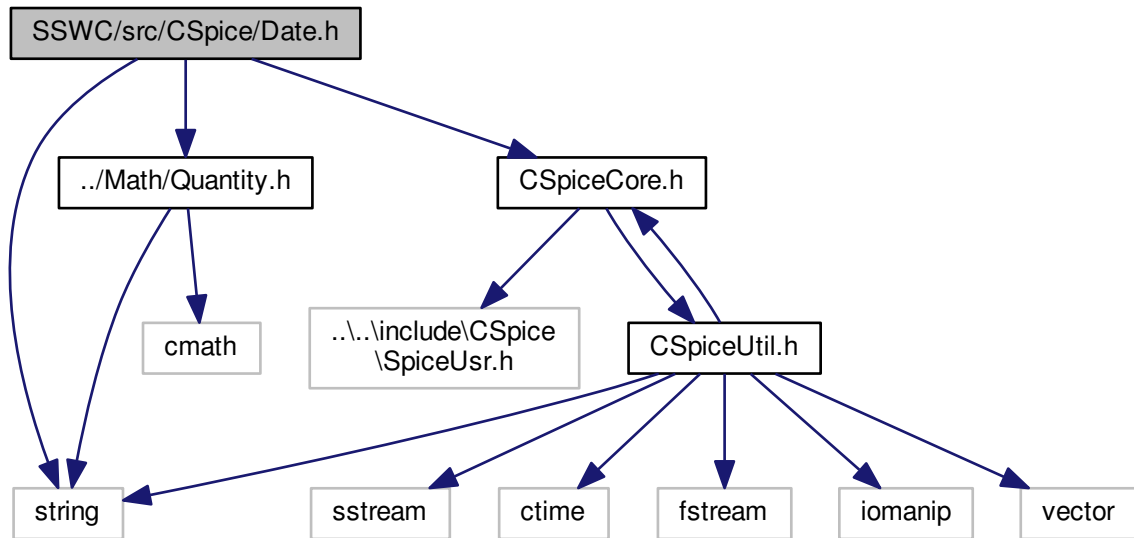 SSWC/src/CSpice/Date.h
../Math/Quantity.h
CSpiceCore.h
cmath
..\..\include\CSpice
\SpiceUsr.h
CSpiceUtil.h
string
sstream
ctime
fstream
iomanip
vector